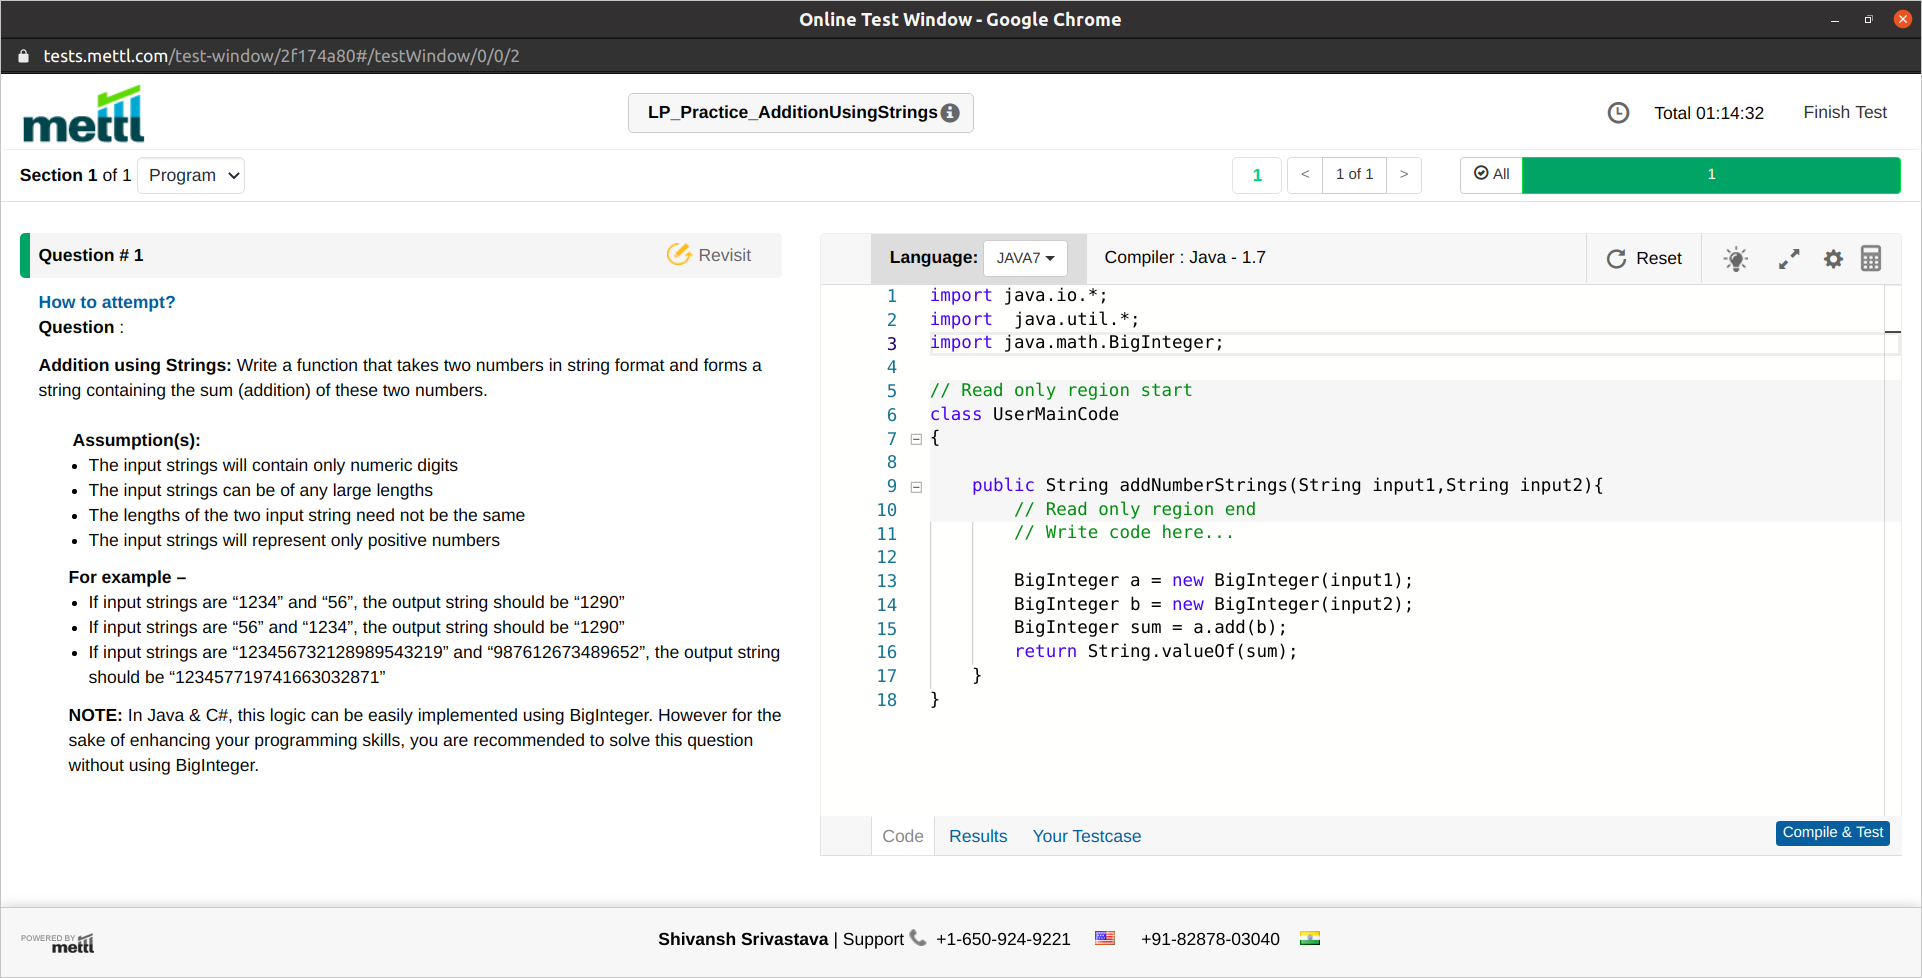 Online Test Window - Google Chrome
tests.mettl.com/test-window/2f174a80#/testWindow/0/0/2
mettl
LP_Practice_AdditionUsingStrings
Total 01:14:32
Finish Test
Section 1 of 1 Program
1 < 1 of 1 > All 1
Question # 1
Revisit
How to attempt?
Question :
Addition using Strings: Write a function that takes two numbers in string format and forms a
string containing the sum (addition) of these two numbers.
Assumption(s):
• The input strings will contain only numeric digits
• The input strings can be of any large lengths
• The lengths of the two input string need not be the same
• The input strings will represent only positive numbers
For example –
• If input strings are “1234” and “56”, the output string should be “1290”
• If input strings are “56” and “1234”, the output string should be “1290”
• If input strings are “123456732128989543219” and “987612673489652”, the output string
should be “123457719741663032871”
NOTE: In Java & C#, this logic can be easily implemented using BigInteger. However for the
sake of enhancing your programming skills, you are recommended to solve this question
without using BigInteger.
Language: JAVA7 Compiler : Java - 1.7 Reset
1 import java.io.*;
2 import  java.util.*;
3 import java.math.BigInteger;
4
5 // Read only region start
6 class UserMainCode
7 {
8
9     public String addNumberStrings(String input1,String input2){
10         // Read only region end
11         // Write code here...
12
13         BigInteger a = new BigInteger(input1);
14         BigInteger b = new BigInteger(input2);
15         BigInteger sum = a.add(b);
16         return String.valueOf(sum);
17     }
18 }
Code Results Your Testcase Compile & Test
POWERED BY
mettl
Shivansh Srivastava | Support +1-650-924-9221 +91-82878-03040